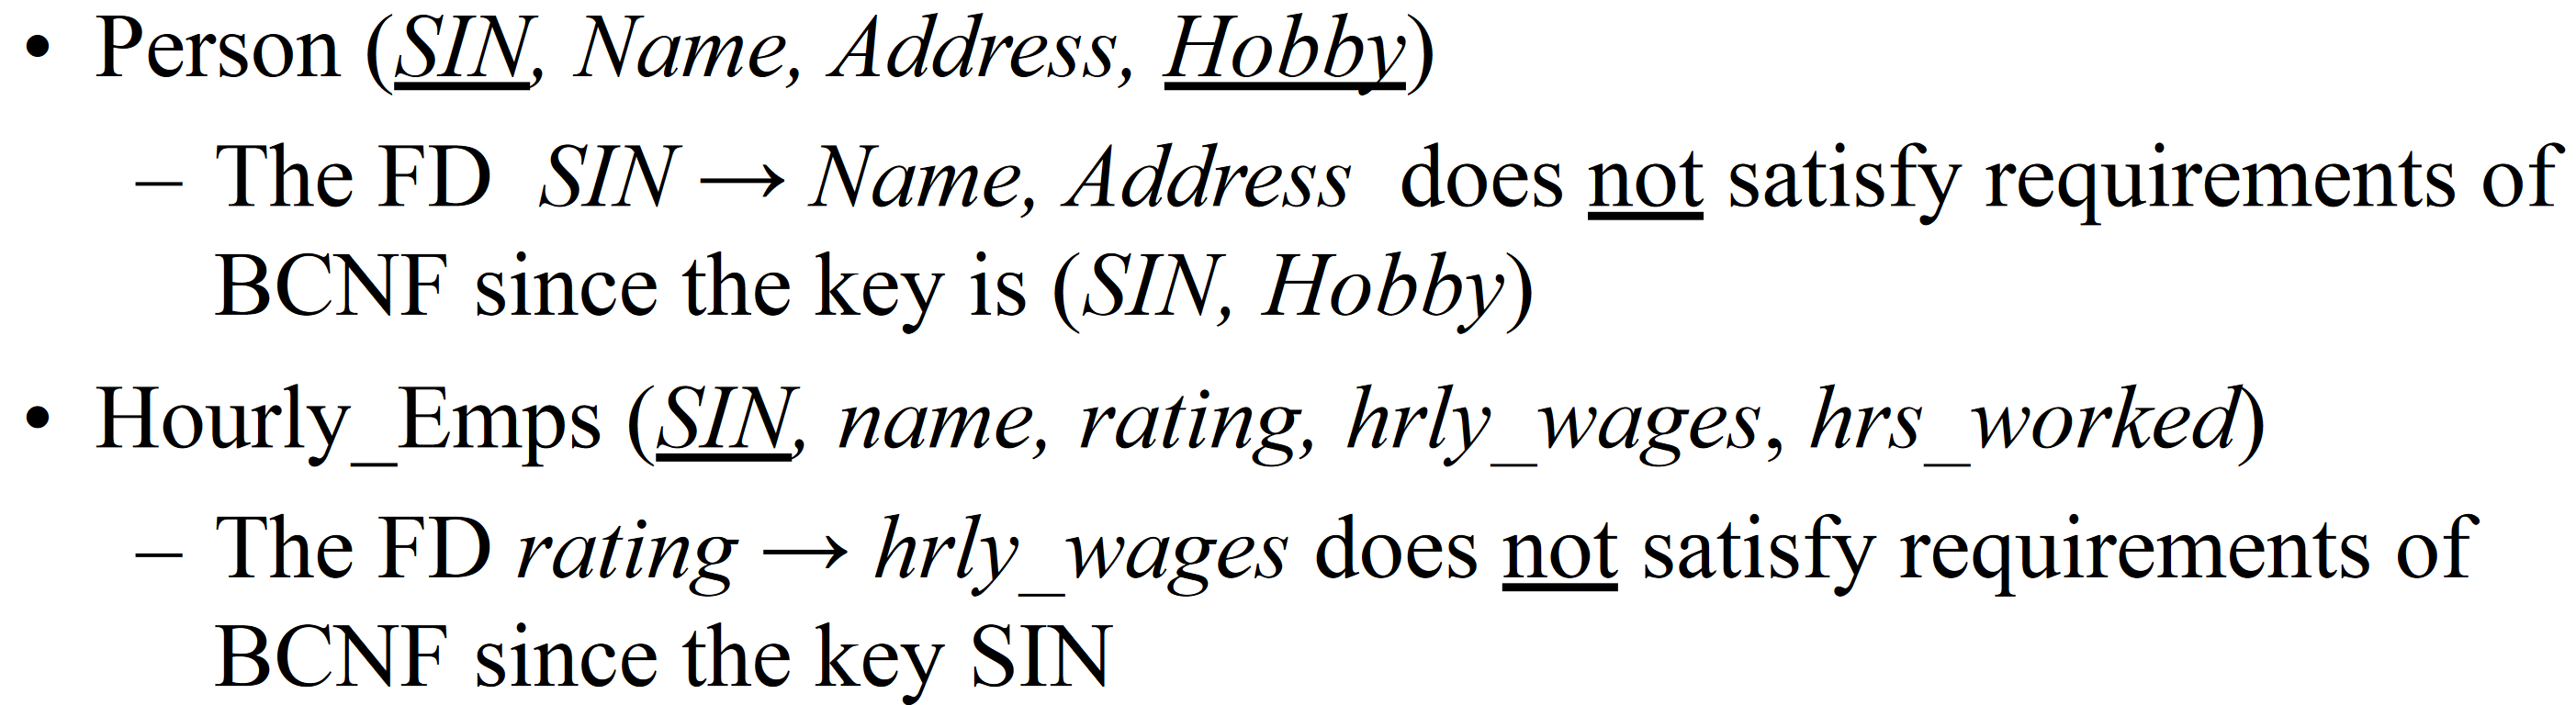 • Person (SIN, Name, Address, Hobby)
– The FD SIN → Name, Address does not satisfy requirements of
BCNF since the key is (SIN, Hobby)
• Hourly_Emps (SIN, name, rating, hrly_wages, hrs_worked)
– The FD rating → hrly_wages does not satisfy requirements of
BCNF since the key SIN